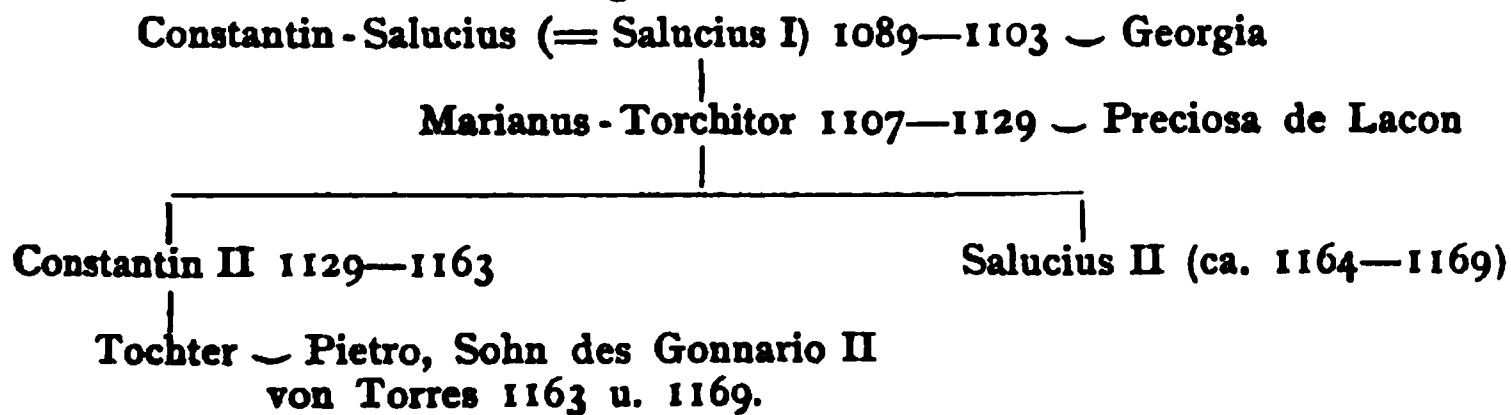 Constantin-Salucius (= Salucius I) 1089—1103 ⌣ Georgia
Marianus-Torchitor 1107—1129 ⌣ Preciosa de Lacon
Constantin II 1129—1163 Salucius II (ca. 1164—1169)
Tochter ⌣ Pietro, Sohn des Gonnario II
von Torres 1163 u. 1169.